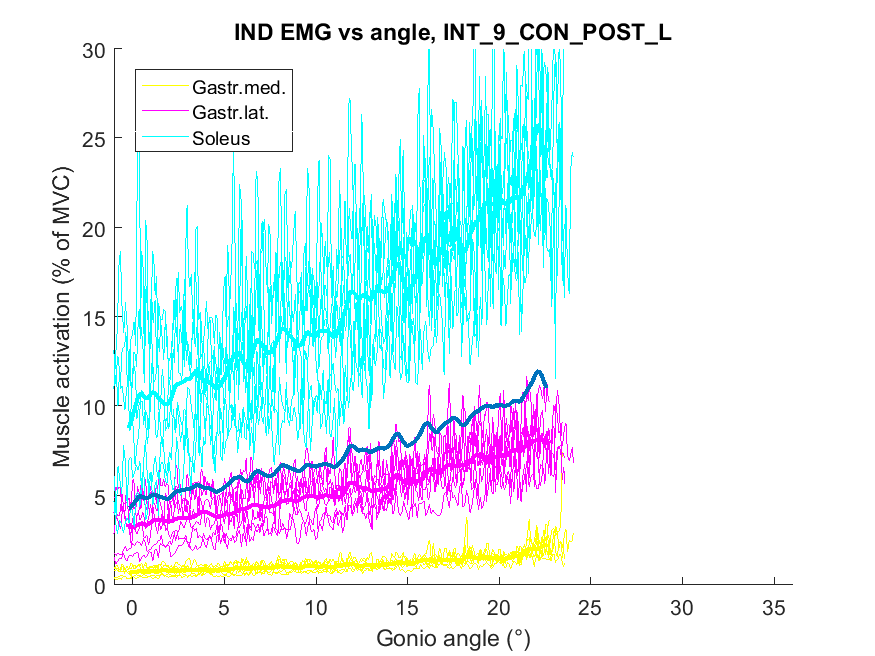 IND EMG vs angle, INT_9_CON_POST_L
30
25
20
15
10
5
0
Muscle activation (% of MVC)
Gastr.med.
Gastr.lat.
Soleus
0 5 10 15 20 25 30 35
Gonio angle (°)